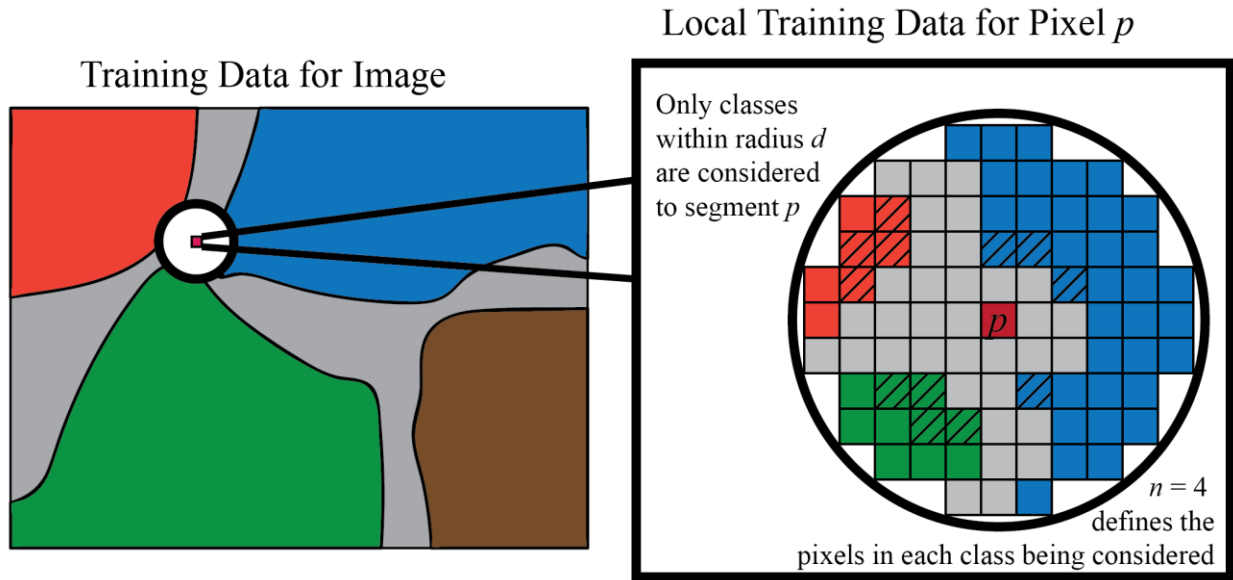 Training Data for Image
Local Training Data for Pixel p
Only classes
within radius d
are considered
to segment p
p
n = 4
defines the
pixels in each class being considered